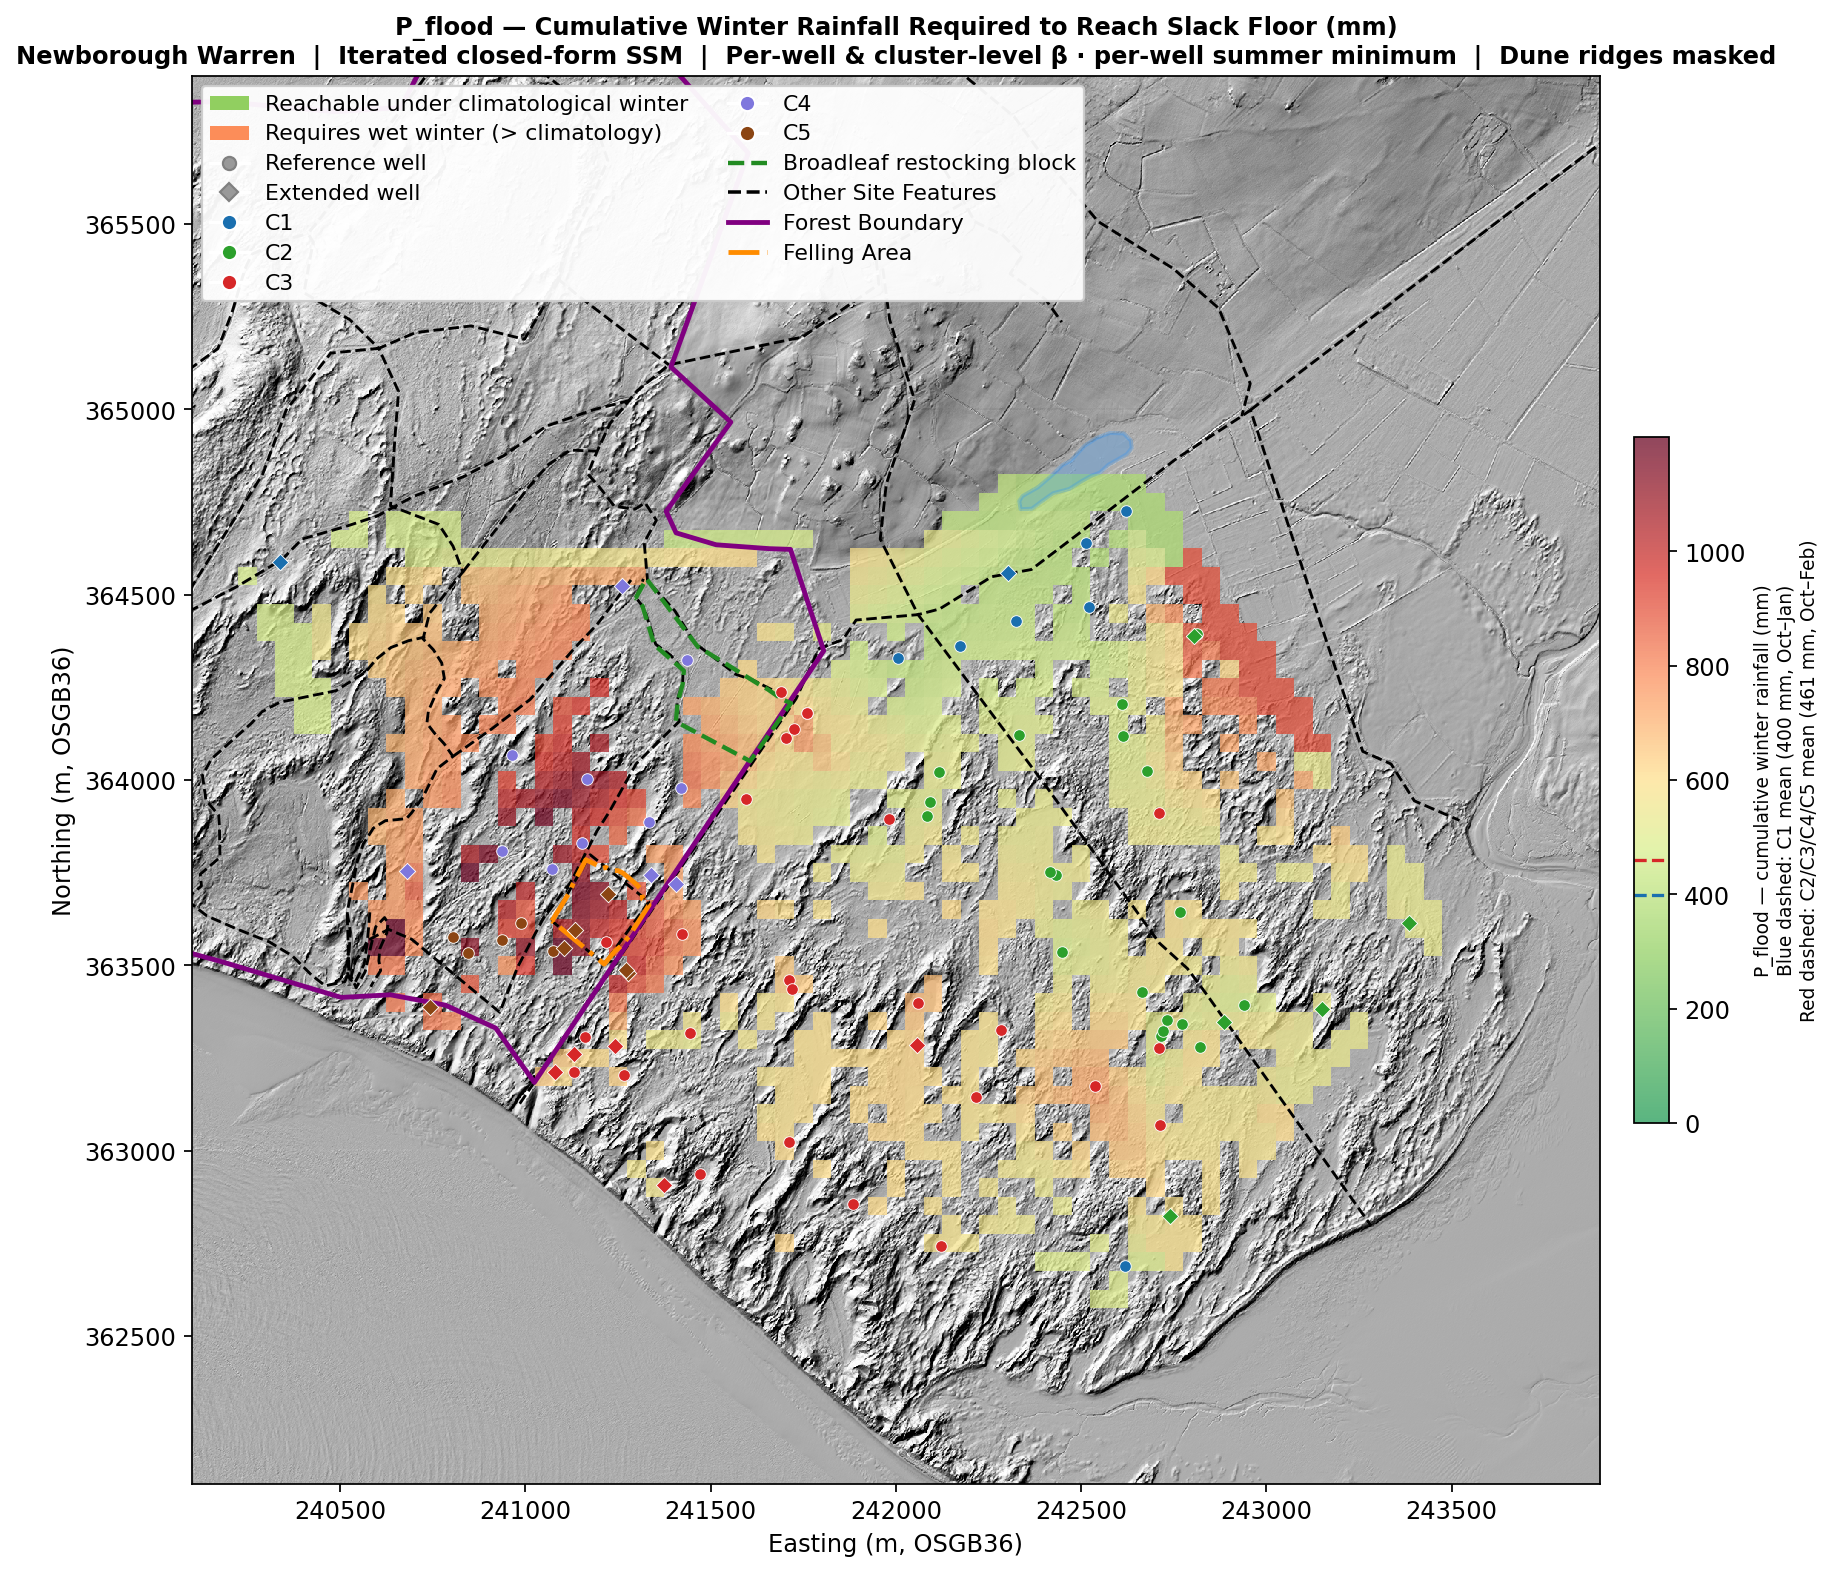 P_flood — Cumulative Winter Rainfall Required to Reach Slack Floor (mm)
Newborough Warren | Iterated closed-form SSM | Per-well & cluster-level β · per-well summer minimum | Dune ridges masked
Reachable under climatological winter
Requires wet winter (> climatology)
Reference well
Extended well
C1
C2
C3
C4
C5
Broadleaf restocking block
Other Site Features
Forest Boundary
Felling Area
365500
365000
364500
364000
363500
363000
362500
Northing (m, OSGB36)
240500
241000
241500
242000
242500
243000
243500
Easting (m, OSGB36)
1000
800
600
400
200
0
P_flood — cumulative winter rainfall (mm)
Blue dashed: C1 mean (400 mm, Oct–Jan)
Red dashed: C2/C3/C4/C5 mean (461 mm, Oct–Feb)